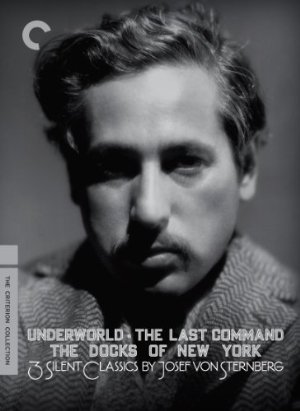 THE CRITERION COLLECTION
UNDERWORLD • THE LAST COMMAND
THE DOCKS OF NEW YORK
3 SILENT CLASSICS BY JOSEF VON STERNBERG